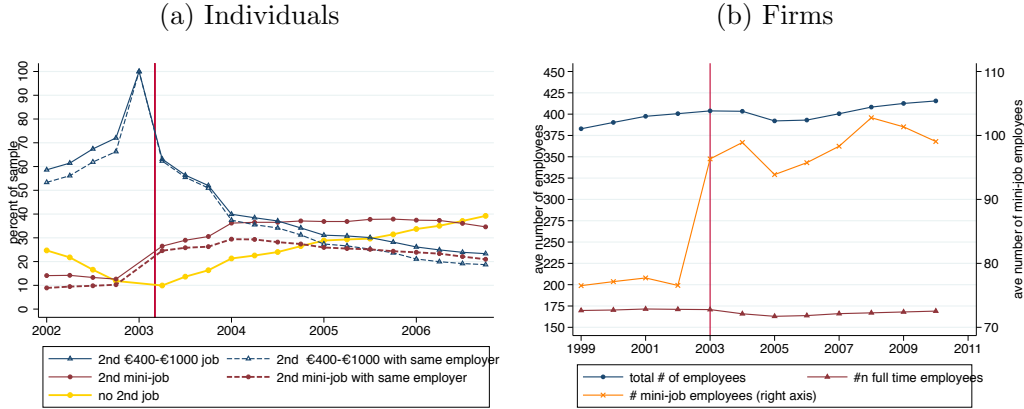 (a) Individuals
percent of sample
0 10 20 30 40 50 60 70 80 90 100
2002 2003 2004 2005 2006
2nd €400-€1000 job
2nd €400-€1000 with same employer
2nd mini-job
2nd mini-job with same employer
no 2nd job
(b) Firms
ave number of employees
150 175 200 225 250 275 300 325 350 375 400 425 450
ave number of mini-job employees
70 80 90 100 110
1999 2001 2003 2005 2007 2009 2011
total # of employees
#n full time employees
# mini-job employees (right axis)